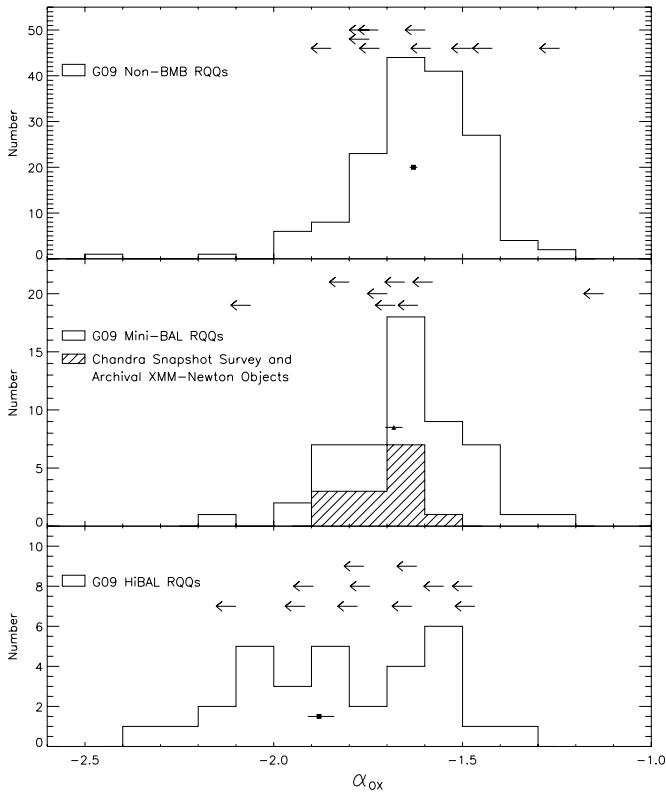 50
40
30
20
10
0
Number
G09 Non-BMB RQQs
20
15
10
5
0
Number
G09 Mini-BAL RQQs
Chandra Snapshot Survey and
Archival XMM-Newton Objects
10
8
6
4
2
0
Number
G09 HiBAL RQQs
-2.5 -2.0 -1.5 -1.0
αOX